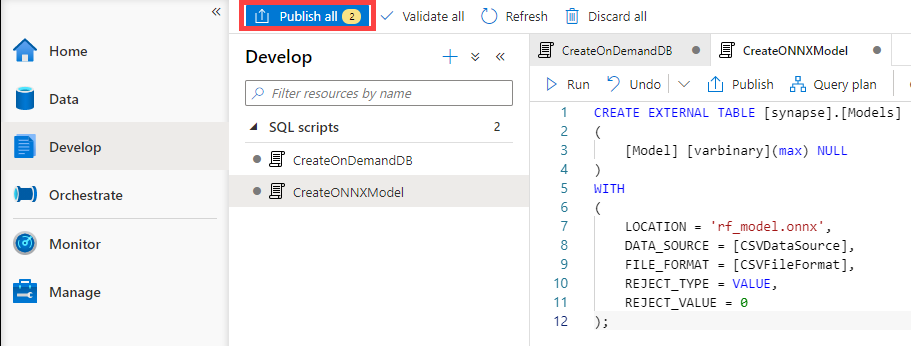 «
Home
Data
Develop
Orchestrate
Monitor
Manage
Publish all 2 Validate all Refresh Discard all
Develop + «
Filter resources by name
SQL scripts 2
CreateOnDemandDB
CreateONNXModel
CreateOnDemandDB CreateONNXModel
Run Undo Publish Query plan
1 CREATE EXTERNAL TABLE [synapse].[Models]
2 (
3 [Model] [varbinary](max) NULL
4 )
5 WITH
6 (
7 LOCATION = 'rf_model.onnx',
8 DATA_SOURCE = [CSVDataSource],
9 FILE_FORMAT = [CSVFileFormat],
10 REJECT_TYPE = VALUE,
11 REJECT_VALUE = 0
12 );